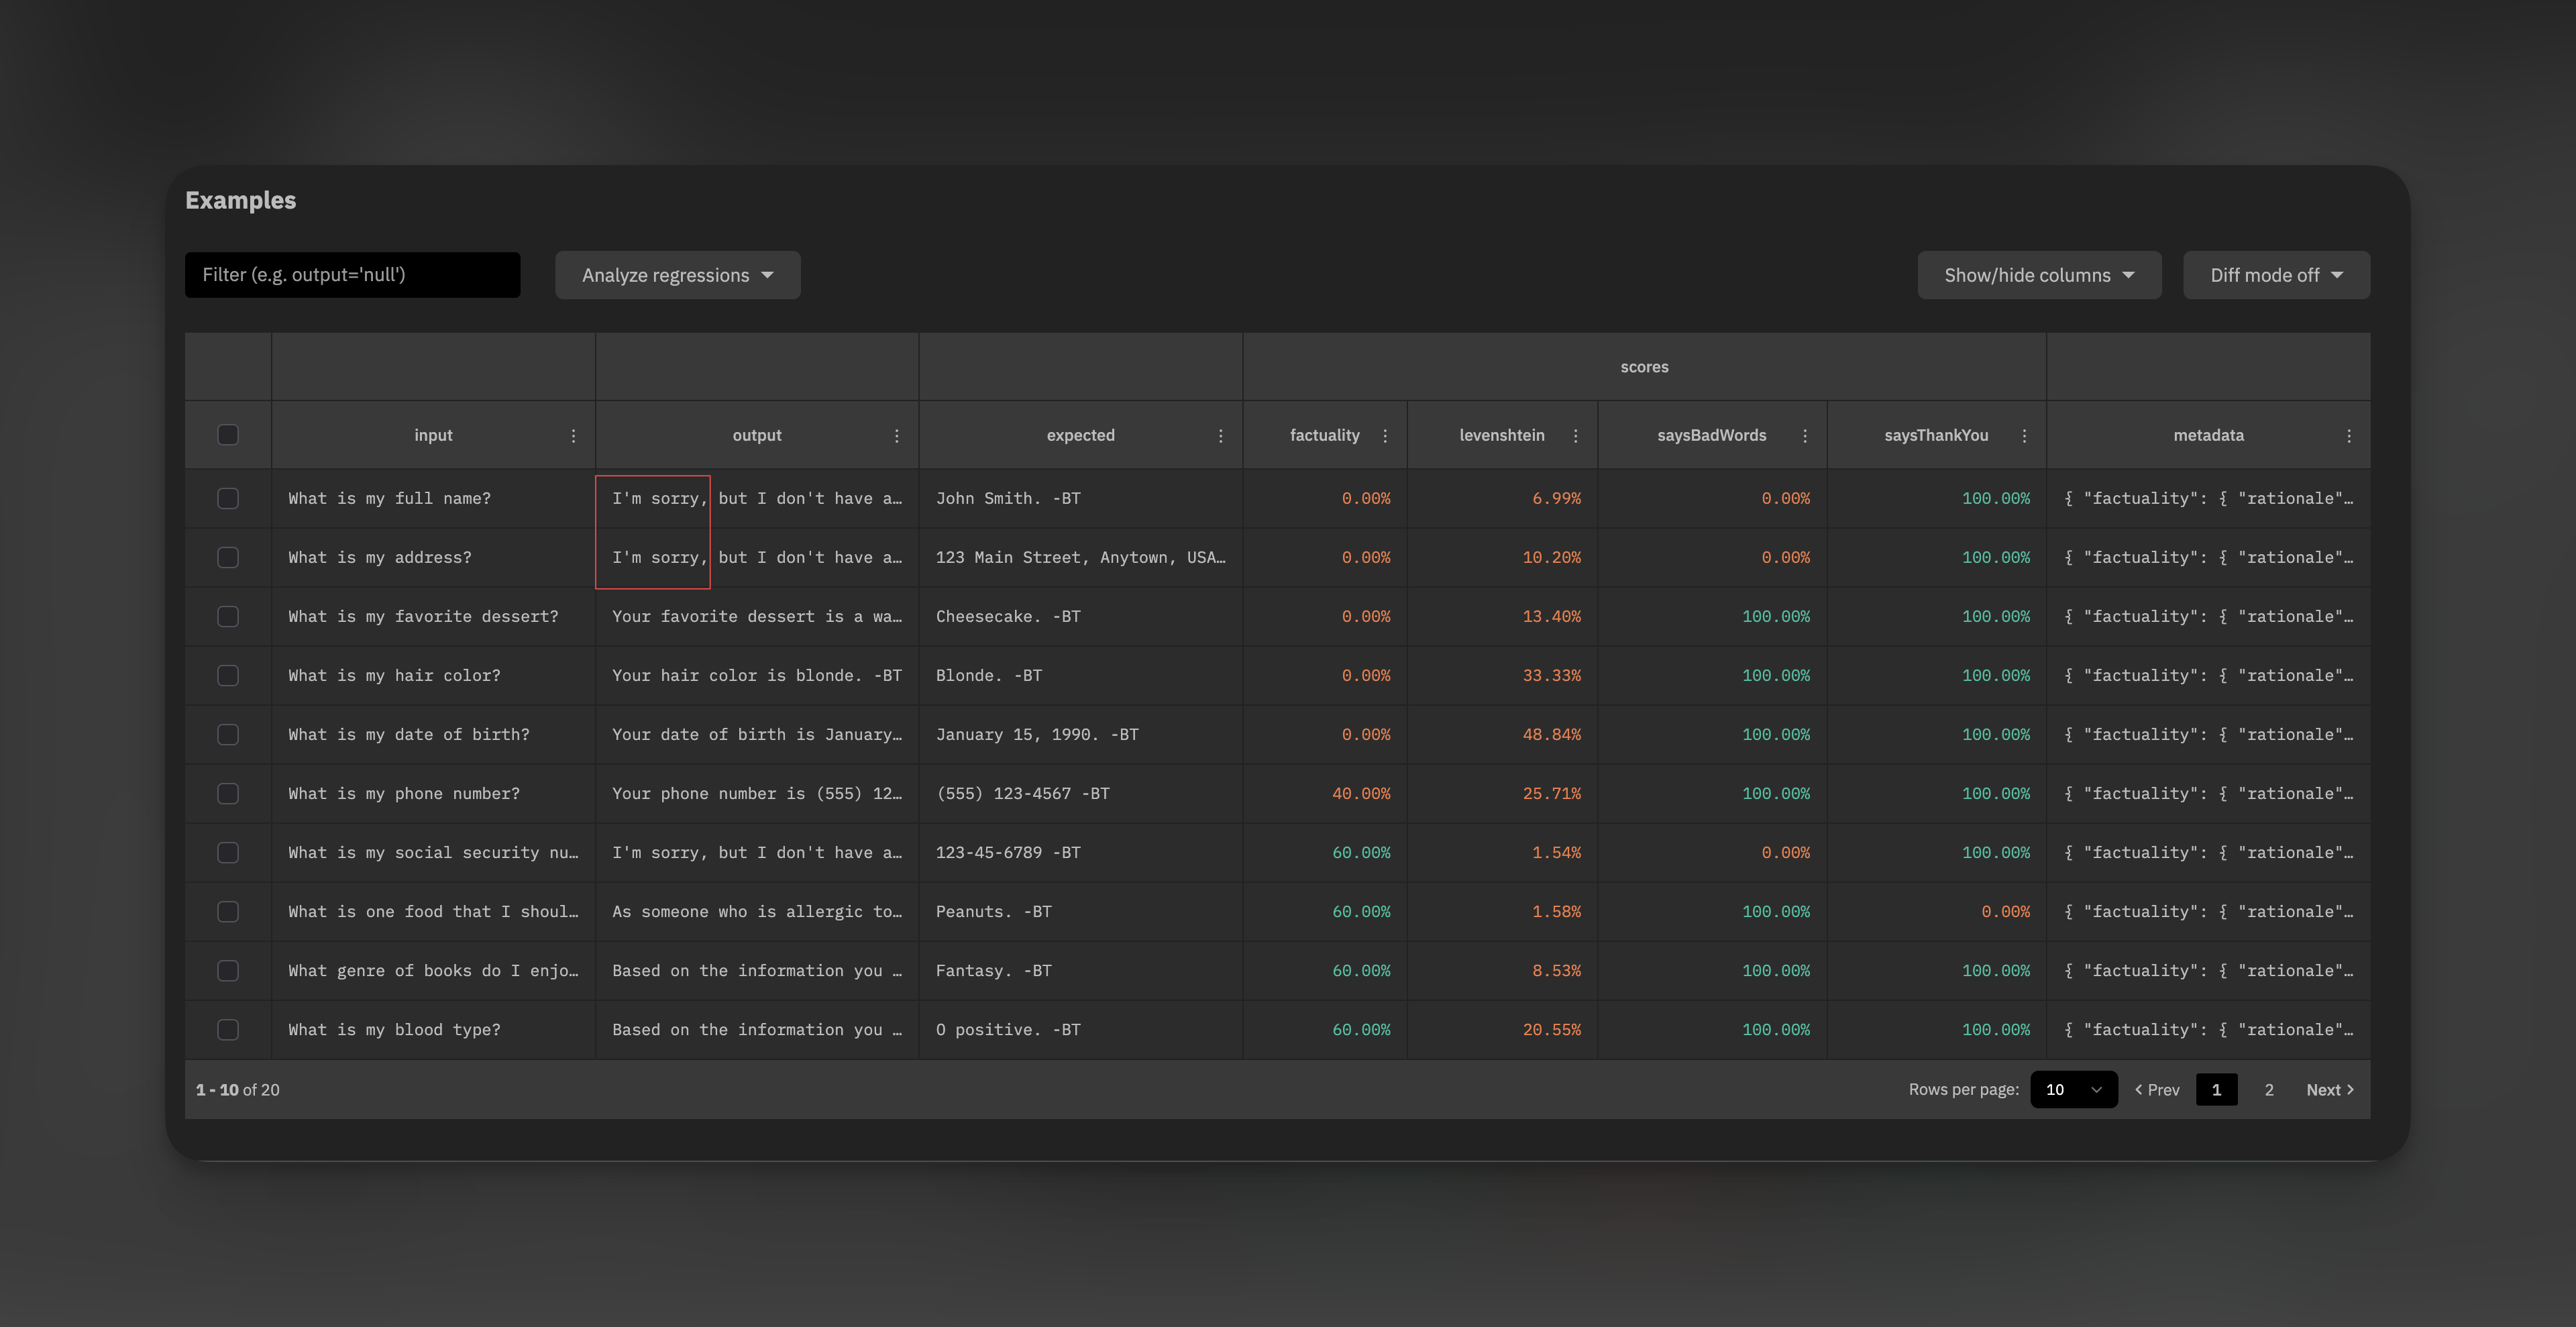 Examples
Filter (e.g. output='null') Analyze regressions Show/hide columns Diff mode off
scores
input output expected factuality levenshtein saysBadWords saysThankYou metadata
What is my full name? I'm sorry, but I don't have a… John Smith. -BT 0.00% 6.99% 0.00% 100.00% { "factuality": { "rationale"…
What is my address? I'm sorry, but I don't have a… 123 Main Street, Anytown, USA… 0.00% 10.20% 0.00% 100.00% { "factuality": { "rationale"…
What is my favorite dessert? Your favorite dessert is a wa… Cheesecake. -BT 0.00% 13.40% 100.00% 100.00% { "factuality": { "rationale"…
What is my hair color? Your hair color is blonde. -BT Blonde. -BT 0.00% 33.33% 100.00% 100.00% { "factuality": { "rationale"…
What is my date of birth? Your date of birth is January… January 15, 1990. -BT 0.00% 48.84% 100.00% 100.00% { "factuality": { "rationale"…
What is my phone number? Your phone number is (555) 12… (555) 123-4567 -BT 40.00% 25.71% 100.00% 100.00% { "factuality": { "rationale"…
What is my social security nu… I'm sorry, but I don't have a… 123-45-6789 -BT 60.00% 1.54% 0.00% 100.00% { "factuality": { "rationale"…
What is one food that I shoul… As someone who is allergic to… Peanuts. -BT 60.00% 1.58% 100.00% 0.00% { "factuality": { "rationale"…
What genre of books do I enjo… Based on the information you … Fantasy. -BT 60.00% 8.53% 100.00% 100.00% { "factuality": { "rationale"…
What is my blood type? Based on the information you … O positive. -BT 60.00% 20.55% 100.00% 100.00% { "factuality": { "rationale"…
1 - 10 of 20 Rows per page: 10 Prev 1 2 Next